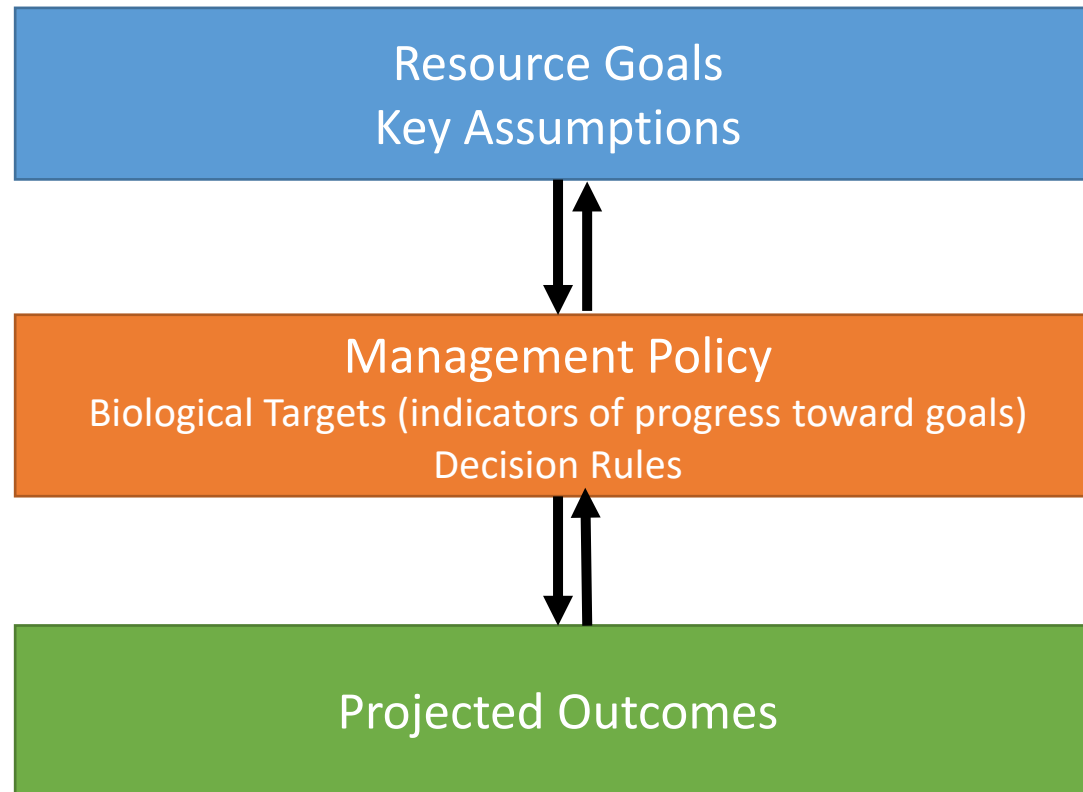 Resource Goals
Key Assumptions
Management Policy
Biological Targets (indicators of progress toward goals)
Decision Rules
Projected Outcomes